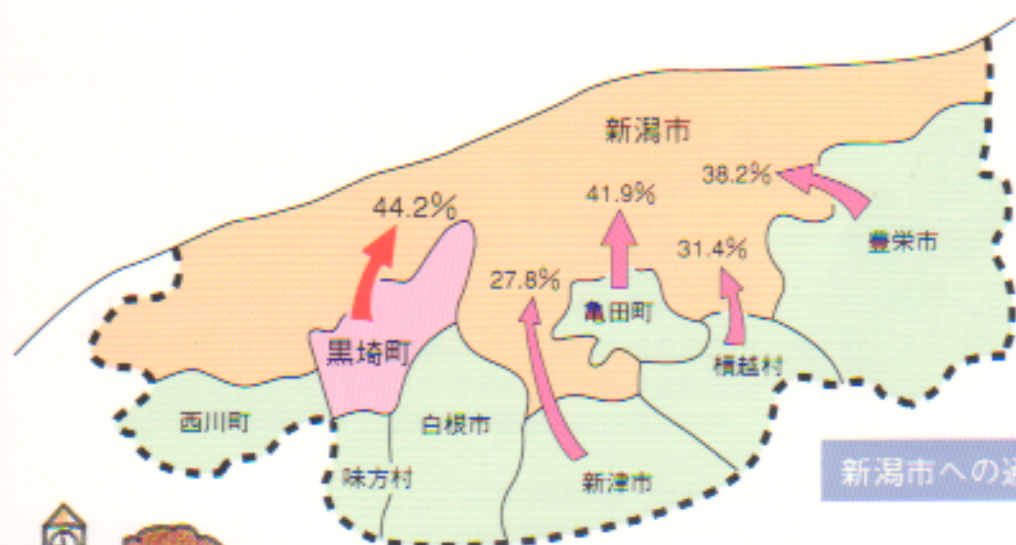 新潟市
38.2%
41.9%
44.2%
豊栄市
31.4%
27.8%
亀田町
黒埼町
横越村
西川町
白根市
味方村
新津市
新潟市への通